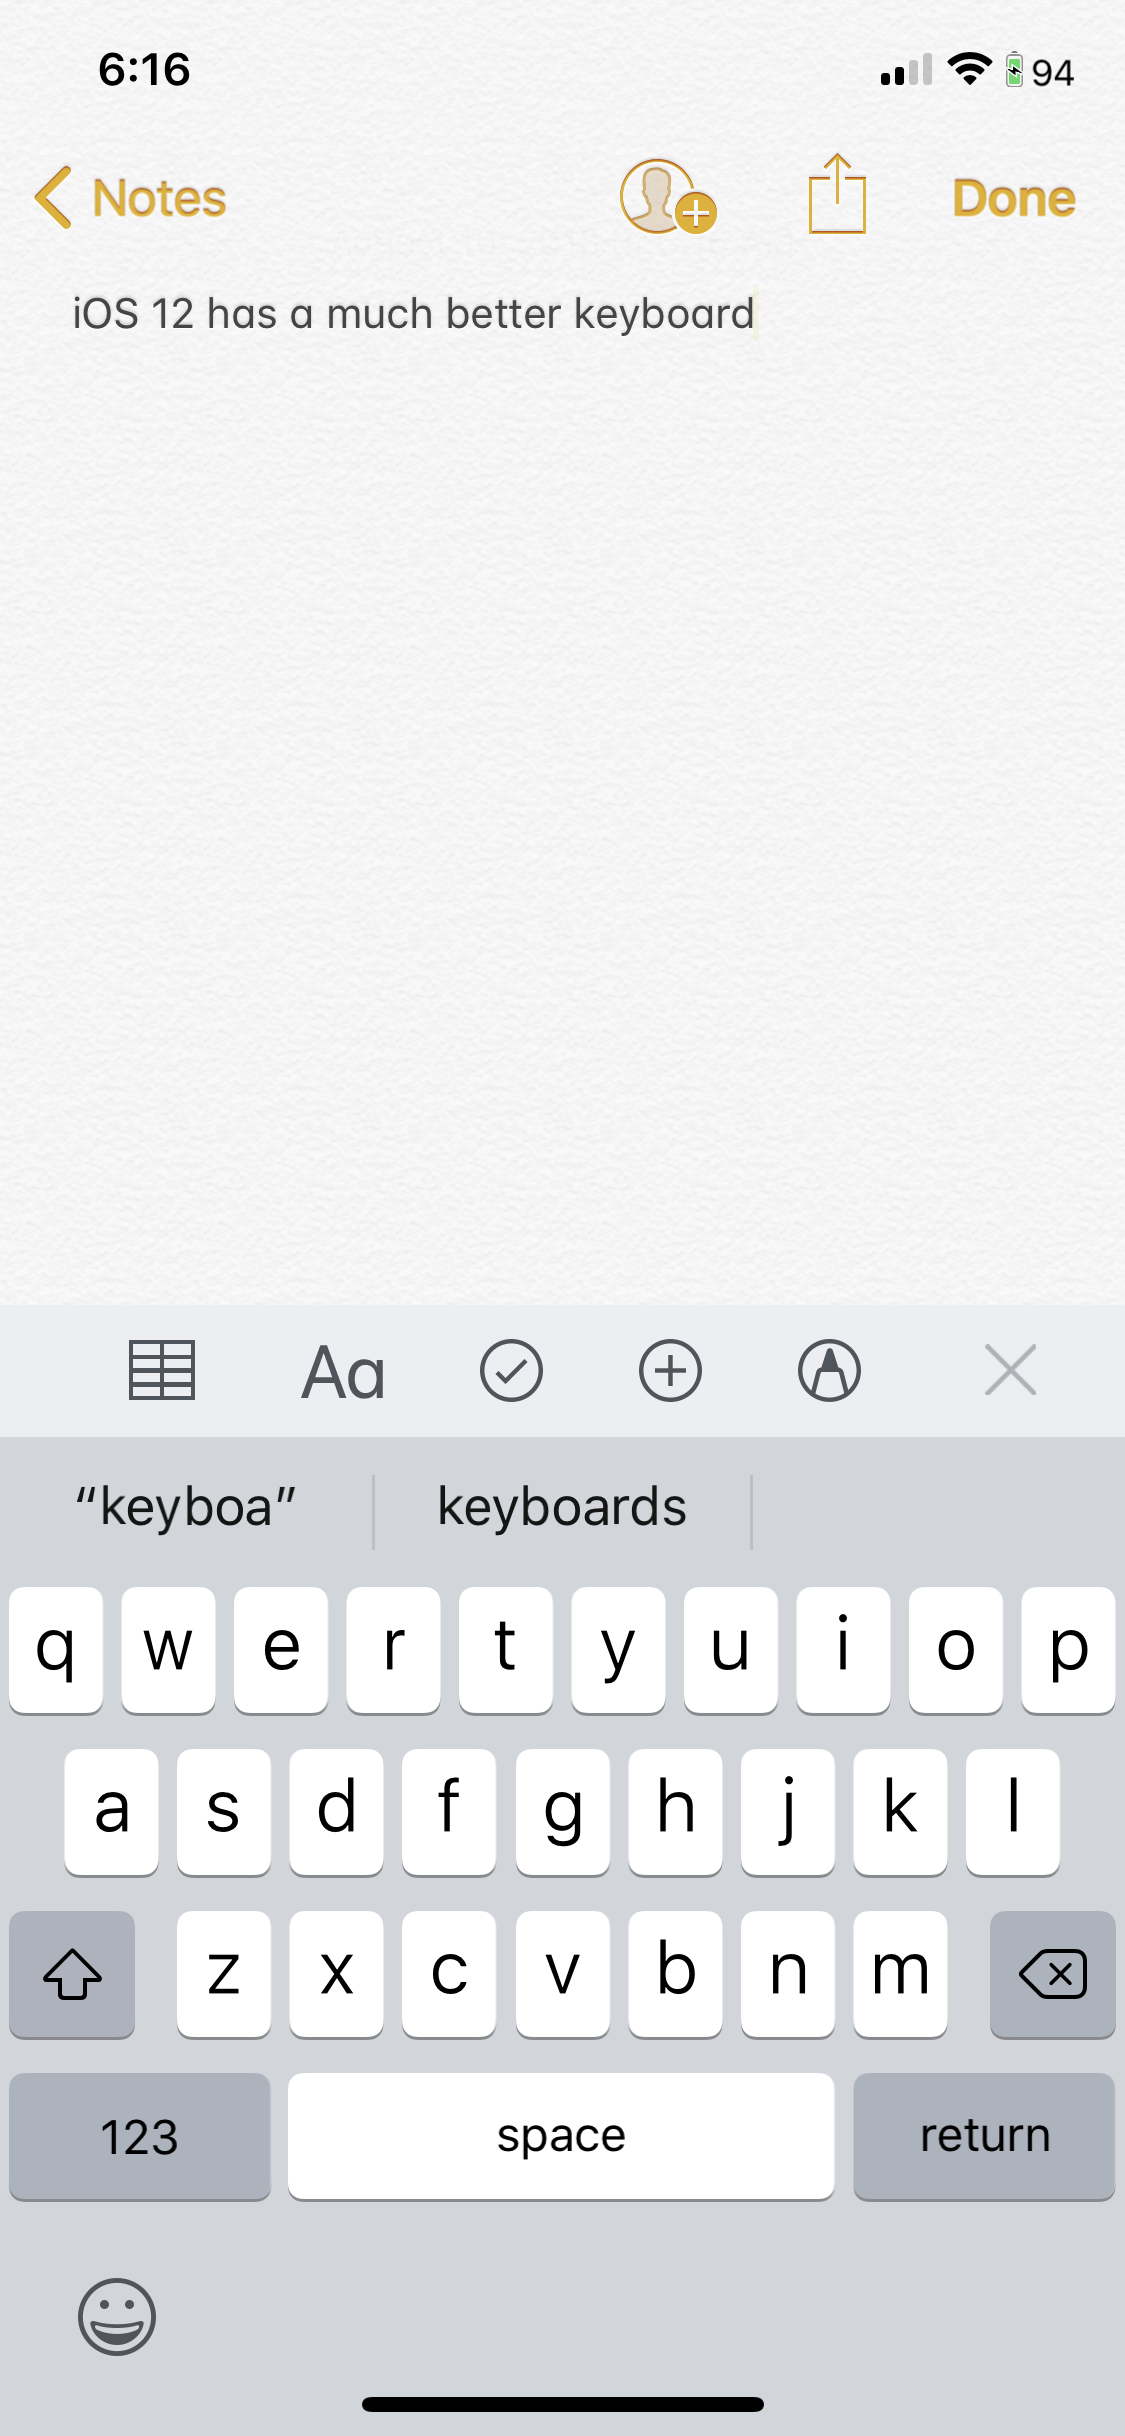 6:16 94
Notes Done
iOS 12 has a much better keyboard
Aa
“keyboa” keyboards
q w e r t y u i o p
a s d f g h j k l
z x c v b n m
123 space return